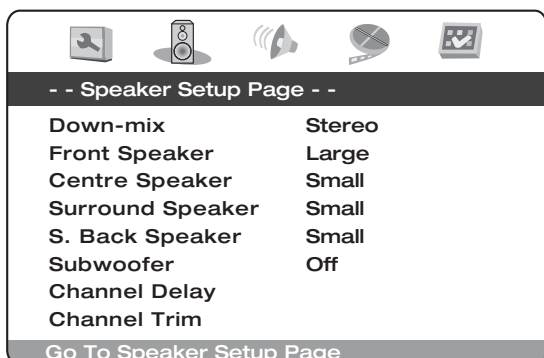 - - Speaker Setup Page - -
Down-mix Stereo
Front Speaker Large
Centre Speaker Small
Surround Speaker Small
S. Back Speaker Small
Subwoofer Off
Channel Delay
Channel Trim
Go To Speaker Setup Page